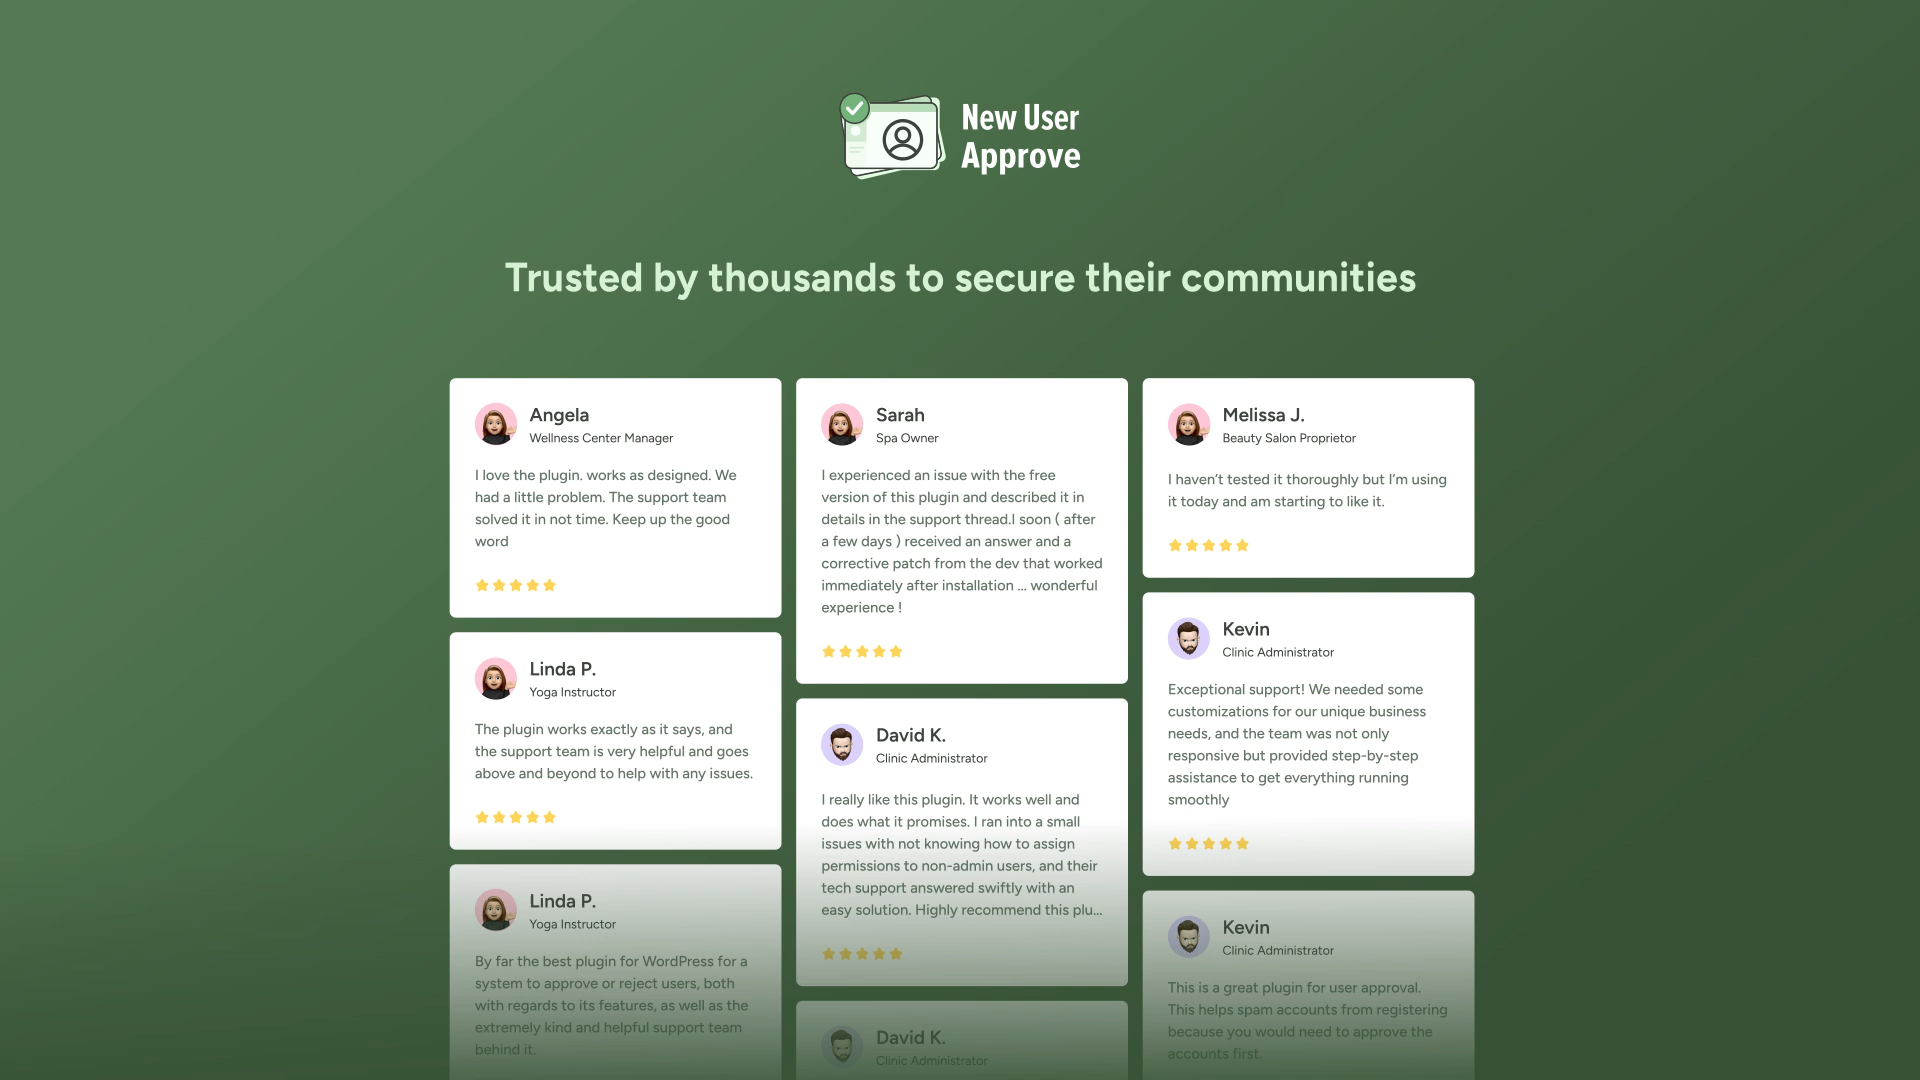 New User
Approve
Trusted by thousands to secure their communities
Angela
Wellness Center Manager
I love the plugin. works as designed. We
had a little problem. The support team
solved it in not time. Keep up the good
word
Linda P.
Yoga Instructor
The plugin works exactly as it says, and
the support team is very helpful and goes
above and beyond to help with any issues.
Linda P.
Yoga Instructor
By far the best plugin for WordPress for a
system to approve or reject users, both
with regards to its features, as well as the
extremely kind and helpful support team
behind it.
Sarah
Spa Owner
I experienced an issue with the free
version of this plugin and described it in
details in the support thread.I soon ( after
a few days ) received an answer and a
corrective patch from the dev that worked
immediately after installation ... wonderful
experience !
David K.
Clinic Administrator
I really like this plugin. It works well and
does what it promises. I ran into a small
issues with not knowing how to assign
permissions to non-admin users, and their
tech support answered swiftly with an
easy solution. Highly recommend this plu...
David K.
Clinic Administrator
Melissa J.
Beauty Salon Proprietor
I haven’t tested it thoroughly but I’m using
it today and am starting to like it.
Kevin
Clinic Administrator
Exceptional support! We needed some
customizations for our unique business
needs, and the team was not only
responsive but provided step-by-step
assistance to get everything running
smoothly
Kevin
Clinic Administrator
This is a great plugin for user approval.
This helps spam accounts from registering
because you would need to approve the
accounts first.